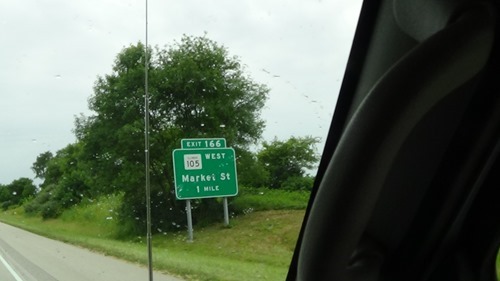 EXIT 166
105 WEST
Market St
1 MILE